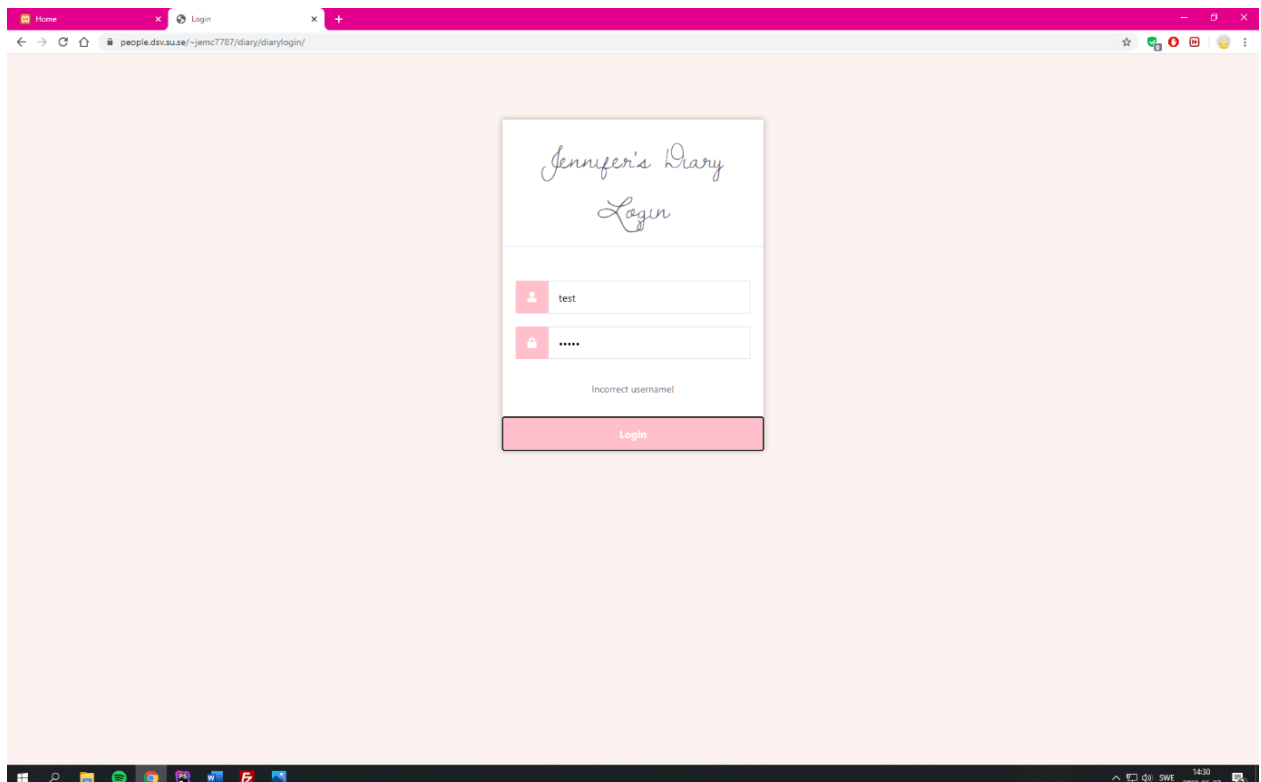 Home
Login
people.dsv.su.se/~jemc7787/diary/diarylogin/
Jennifer's Diary
Login
test
•••••
Incorrect username!
Login
SWE
14:30